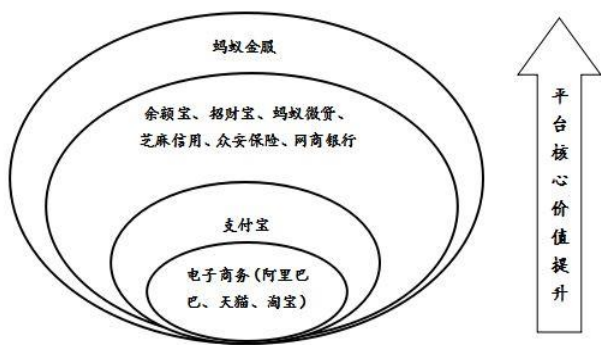 蚂蚁金服
余额宝、招财宝、蚂蚁微贷、
芝麻信用、众安保险、网商银行
支付宝
电子商务(阿里巴
巴、天猫、淘宝)
平台核心价值提升